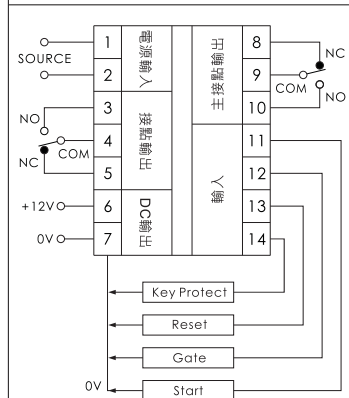 SOURCE
1
2
電源輸入
NO
COM
NC
3
4
5
接點輸出
+12V
0V
6
7
DC輸出
主接點輸出
8
9
10
NC
COM
NO
輸入
11
12
13
14
Key Protect
Reset
Gate
0V
Start